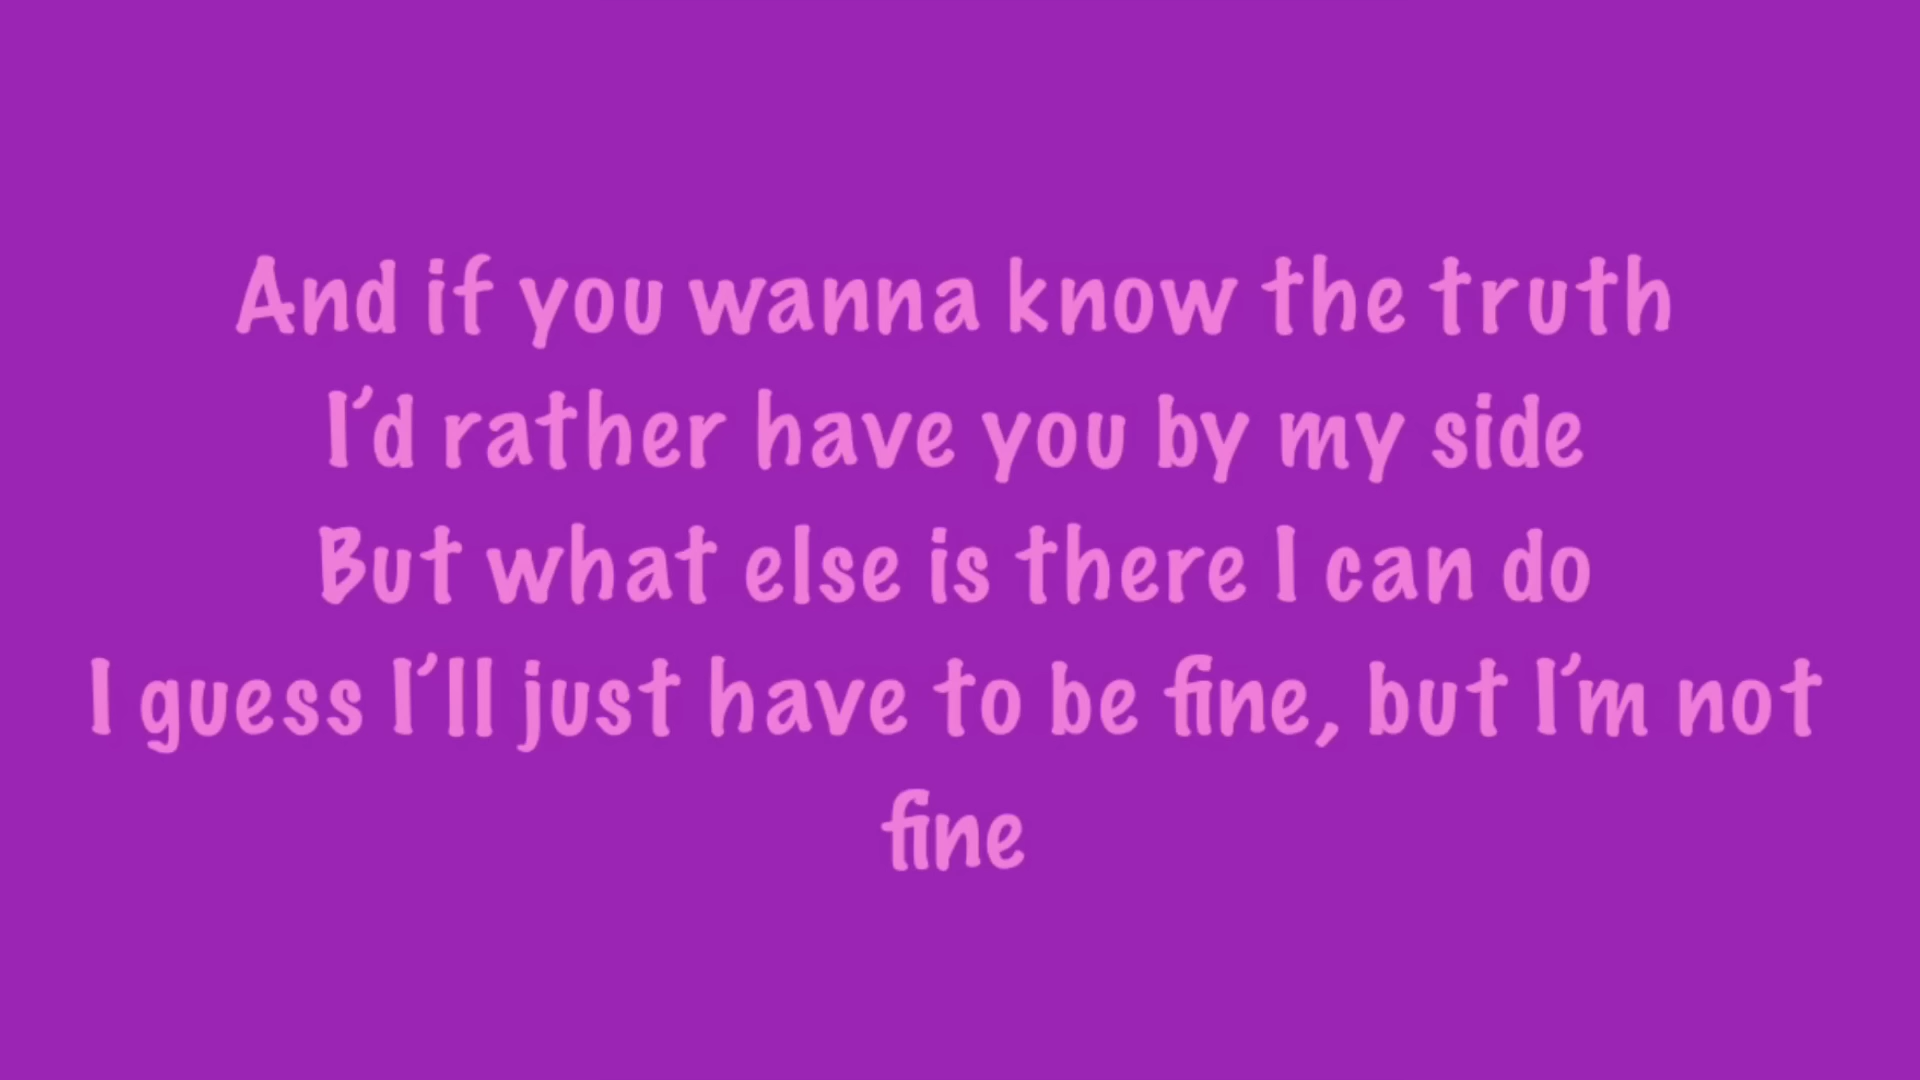 And if you wanna know the truth
I'd rather have you by my side
But what else is there I can do
I guess I'll just have to be fine, but I'm not
fine